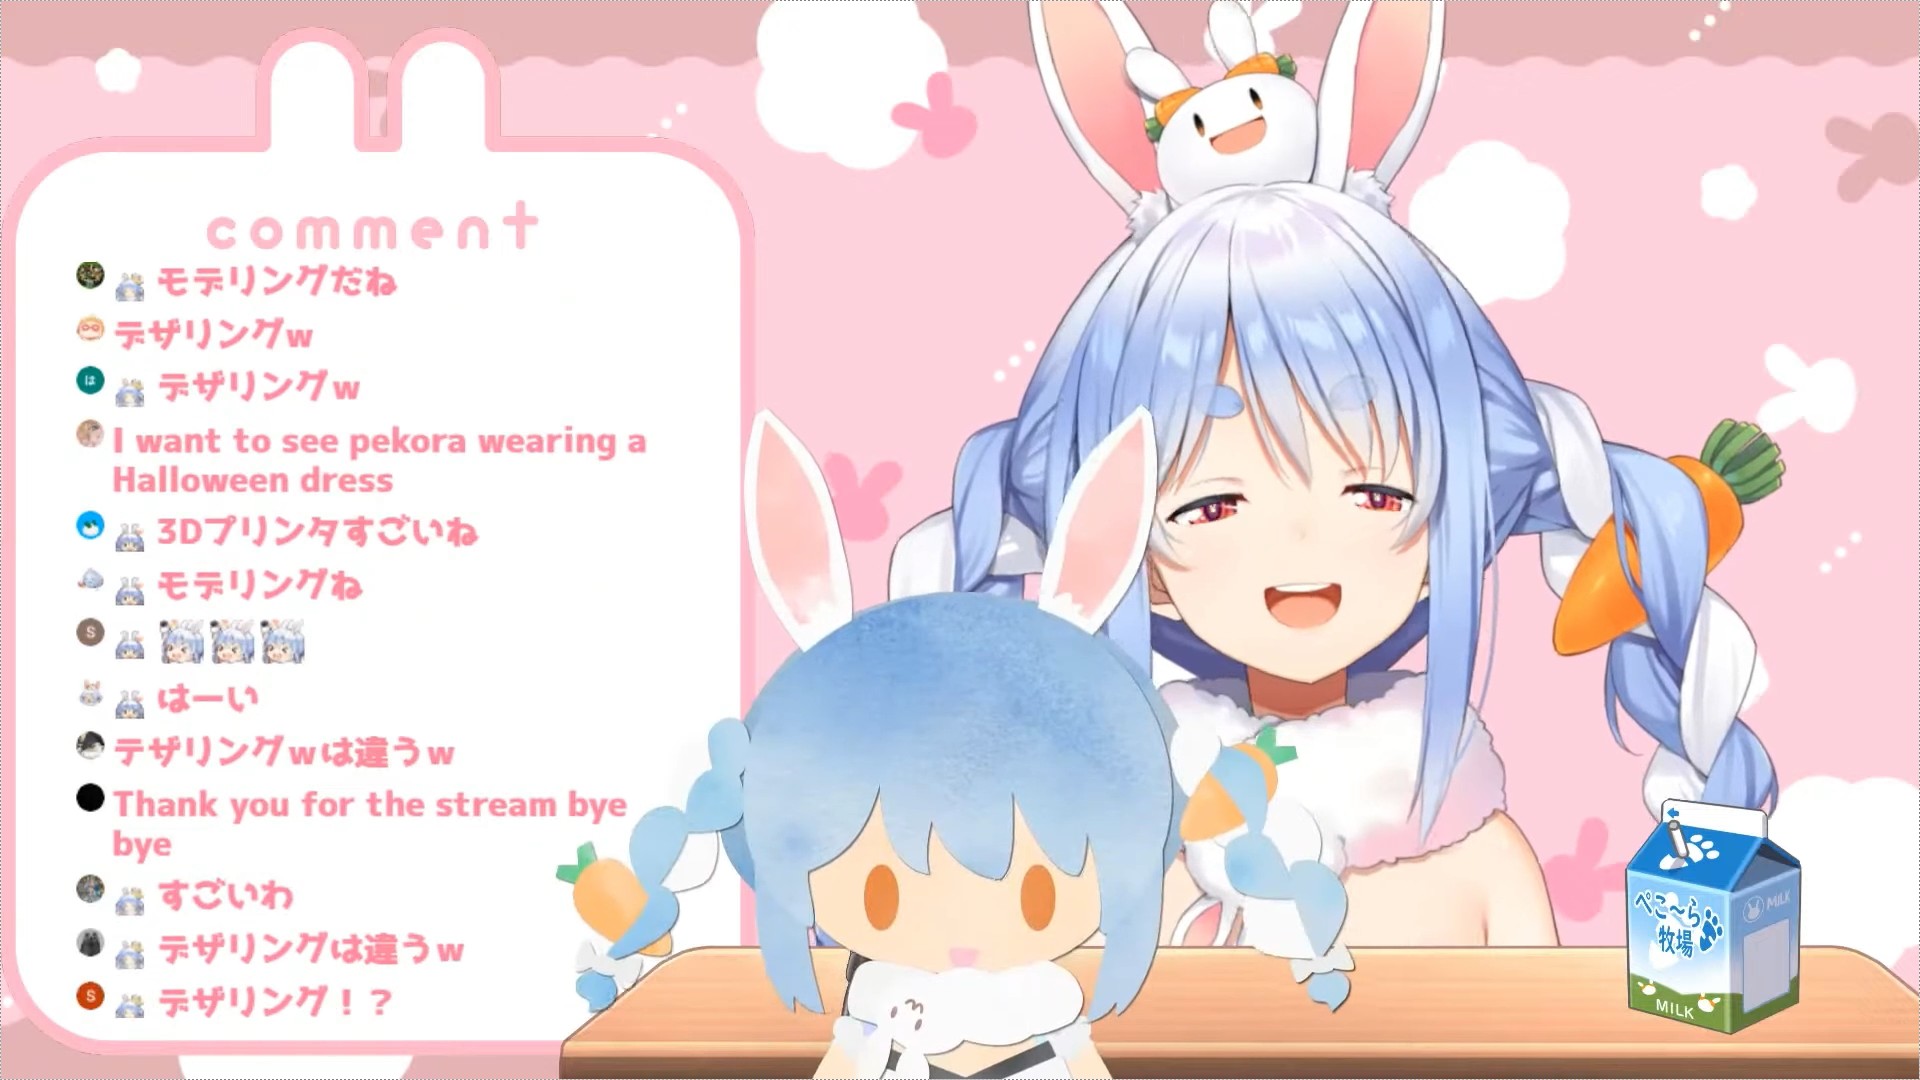 comment
モデリングだね
デザリングw
は
デザリングw
I want to see pekora wearing a
Halloween dress
3Dプリンタすごいね
モデリングね
S
はーい
テザリングwは違うw
Thank you for the stream bye
bye
すごいわ
デザリングは違うw
S
デザリング！？
ぺこ〜ら
牧場
MILK
MILK